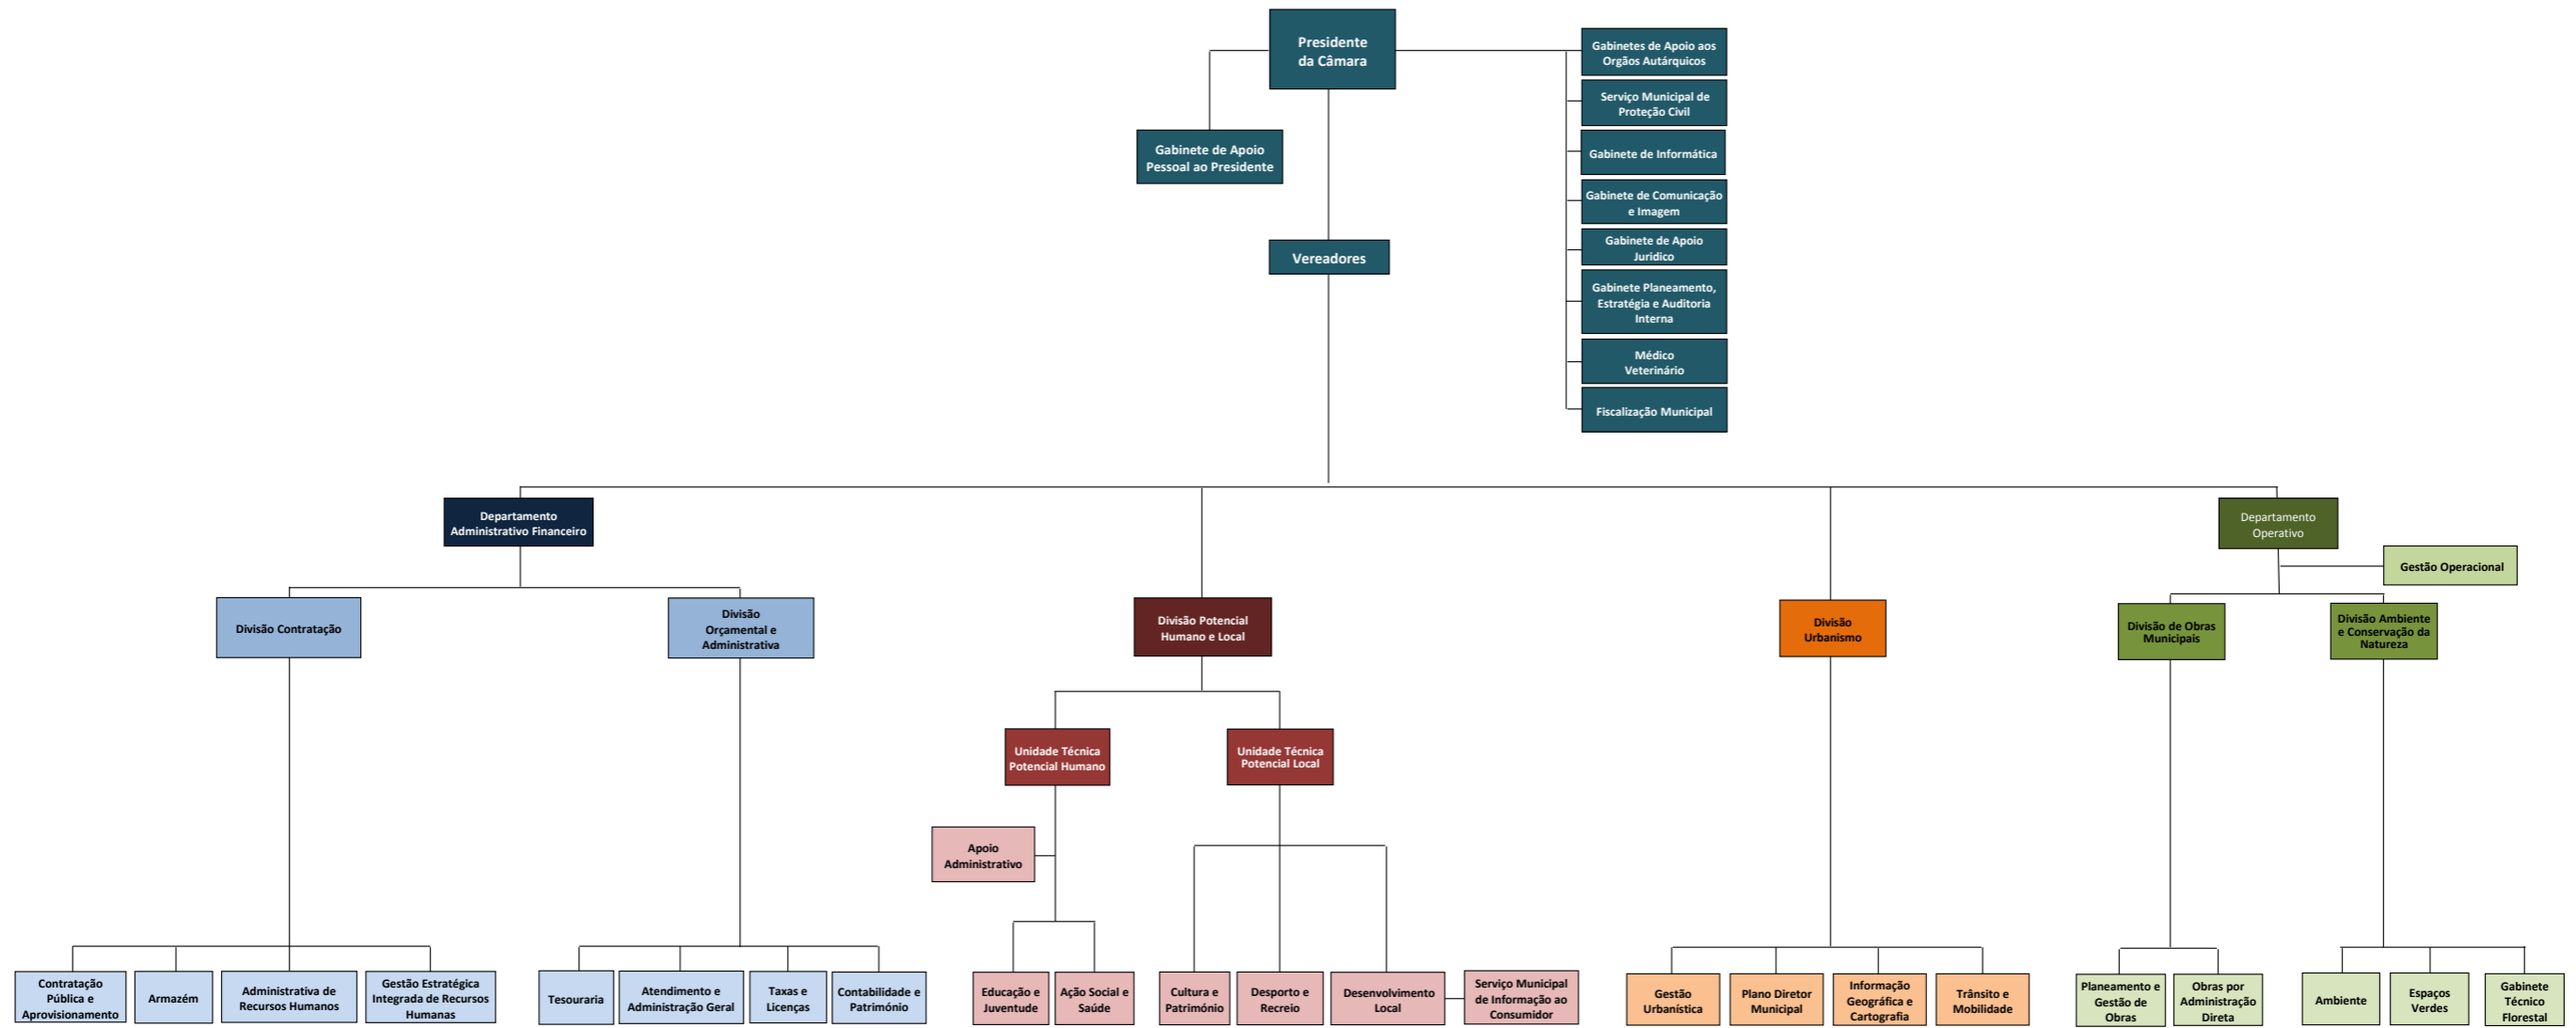 Presidente
da Câmara
Gabinetes de Apoio aos
Orgãos Autárquicos
Serviço Municipal de
Proteção Civil
Gabinete de Apoio
Pessoal ao Presidente
Gabinete de Informática
Gabinete de Comunicação
e Imagem
Gabinete de Apoio
Juridico
Vereadores
Gabinete Planeamento,
Estratégia e Auditoria
Interna
Médico
Veterinário
Fiscalização Municipal
Departamento
Administrativo Financeiro
Departamento
Operativo
Gestão Operacional
Divisão Contratação
Divisão
Orçamental e
Administrativa
Divisão Potencial
Humano e Local
Divisão
Urbanismo
Divisão de Obras
Municipais
Divisão Ambiente
e Conservação da
Natureza
Unidade Técnica
Potencial Humano
Unidade Técnica
Potencial Local
Apoio
Administrativo
Contratação
Pública e
Aprovisionamento
Armazém
Administrativa de
Recursos Humanos
Gestão Estratégica
Integrada de Recursos
Humanas
Tesouraria
Atendimento e
Administração Geral
Taxas e
Licenças
Contabilidade e
Património
Educação e
Juventude
Ação Social e
Saúde
Cultura e
Património
Desporto e
Recreio
Desenvolvimento
Local
Serviço Municipal
de Informação ao
Consumidor
Gestão
Urbanística
Plano Diretor
Municipal
Informação
Geográfica e
Cartografia
Trânsito e
Mobilidade
Planeamento e
Gestão de
Obras
Obras por
Administração
Direta
Ambiente
Espaços
Verdes
Gabinete
Técnico
Florestal